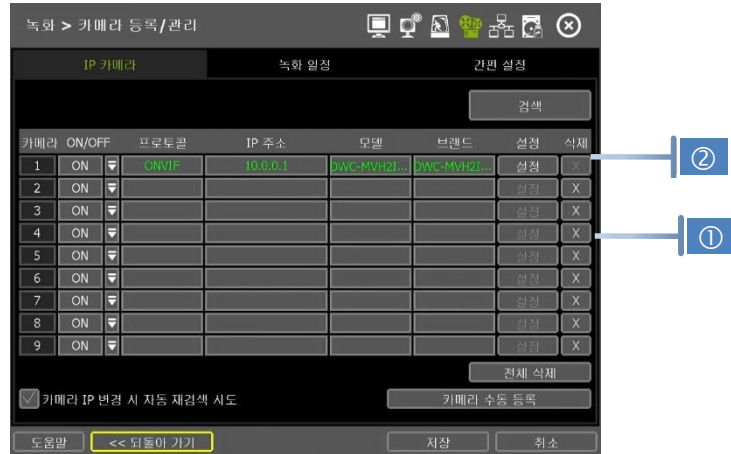 녹화 > 카메라 등록/관리
IP 카메라 녹화 일정 간편 설정
검색
카메라 ON/OFF 프로토콜 IP 주소 모델 브랜드 설정 삭제
1 ON ONVIF 10.0.0.1 DWC-MVH2I... DWC-MVH2I... 설정 X
②
2 ON 설정 X
3 ON 설정 X
4 ON 설정 X
①
5 ON 설정 X
6 ON 설정 X
7 ON 설정 X
8 ON 설정 X
9 ON 설정 X
전체 삭제
카메라 IP 변경 시 자동 재검색 시도 카메라 수동 등록
도움말 << 되돌아 가기 저장 취소